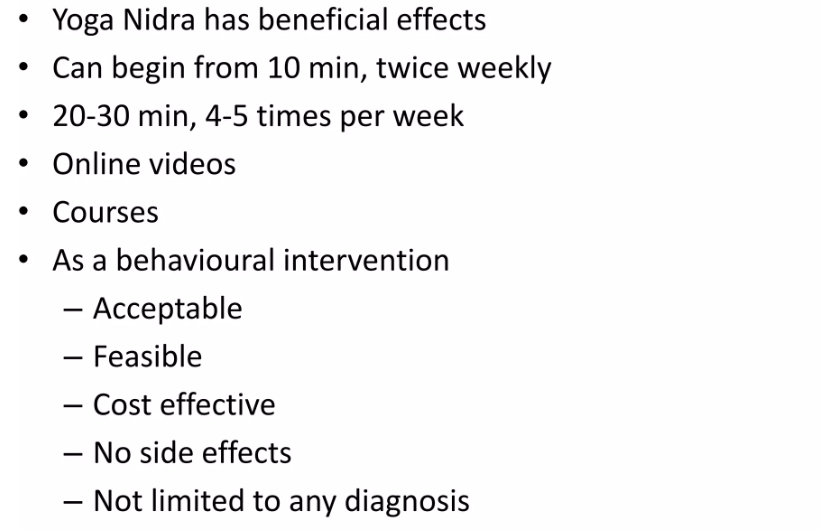 • Yoga Nidra has beneficial effects
• Can begin from 10 min, twice weekly
• 20-30 min, 4-5 times per week
• Online videos
• Courses
• As a behavioural intervention
– Acceptable
– Feasible
– Cost effective
– No side effects
– Not limited to any diagnosis